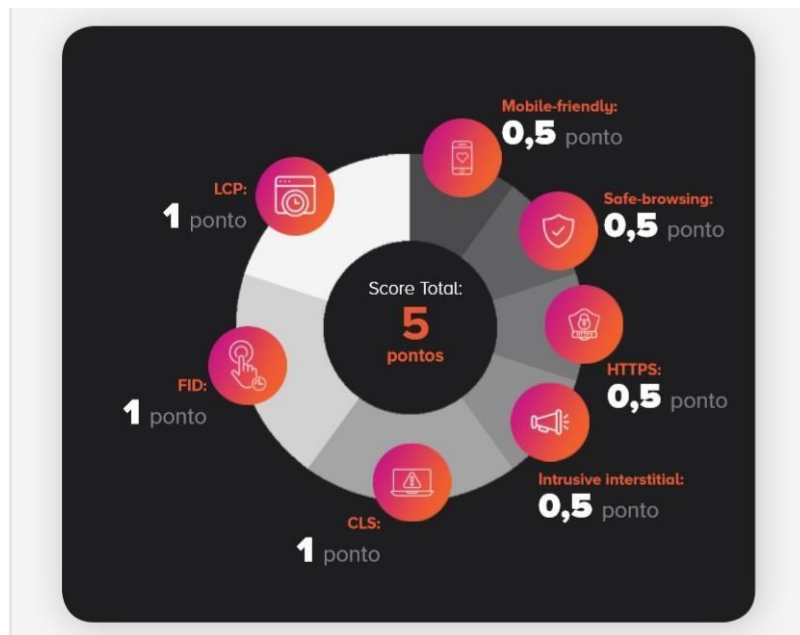 Mobile-friendly:
0,5 ponto
LCP:
1 ponto
Safe-browsing:
0,5 ponto
Score Total:
5
pontos
HTTPS:
0,5 ponto
FID:
1 ponto
Intrusive interstitial:
0,5 ponto
CLS:
1 ponto